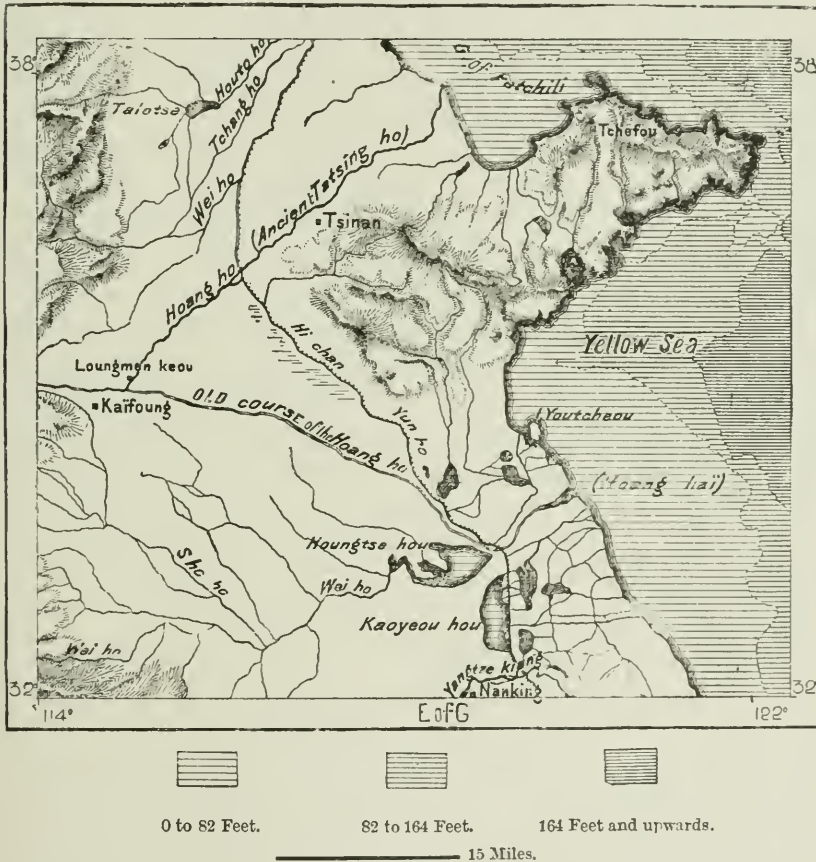 38°
38°
G. of Petchili
Houto ho
Taiotse
Tchang ho
Tchefou
Wei ho
(Ancient Tatsing ho)
Tsinan
Hoang ho
Hi chan
Yellow Sea
Loungmen keou
Kaïfoung
OLD course of the Hoang ho
Yun ho
Youtcheou
(Hoang haï)
Houngtse hou
Sha ho
Wei ho
Kaoyeou hou
Wai ho
Yangtze kiang
Nanking
32°
32°
114°
E of G
122°
0 to 82 Feet.
82 to 164 Feet.
164 Feet and upwards.
15 Miles.